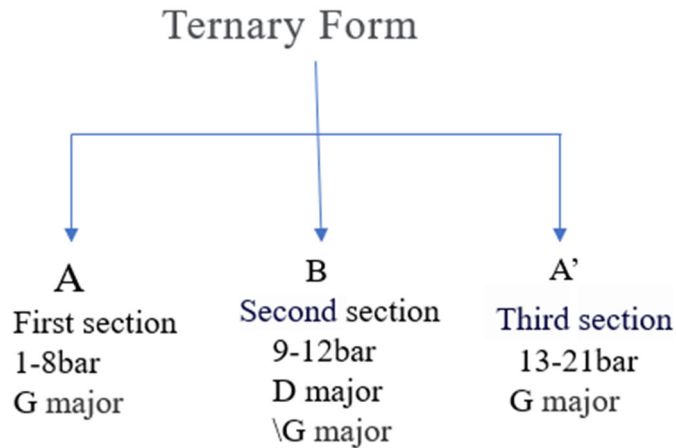 Ternary Form
A
First section
1-8bar
G major
B
Second section
9-12bar
D major
\G major
A’
Third section
13-21bar
G major